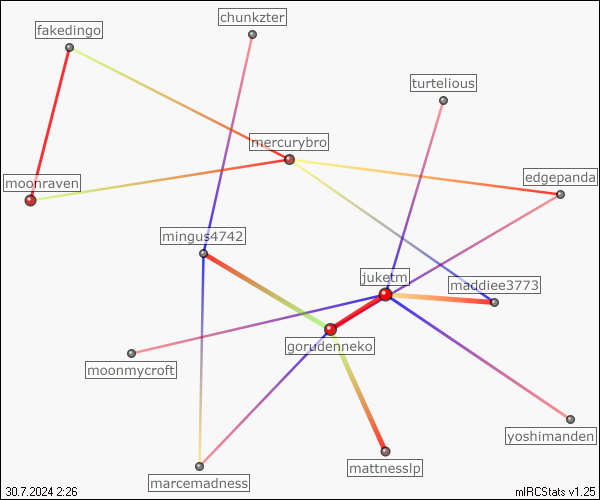 chunkzter
fakedingo
turtelious
mercurybro
edgepanda
moonraven
mingus4742
juketm
maddiee3773
gorudenneko
moonmycroft
yoshimanden
mattnesslp
marcemadness
30.7.2024 2:26
mIRCStats v1.25